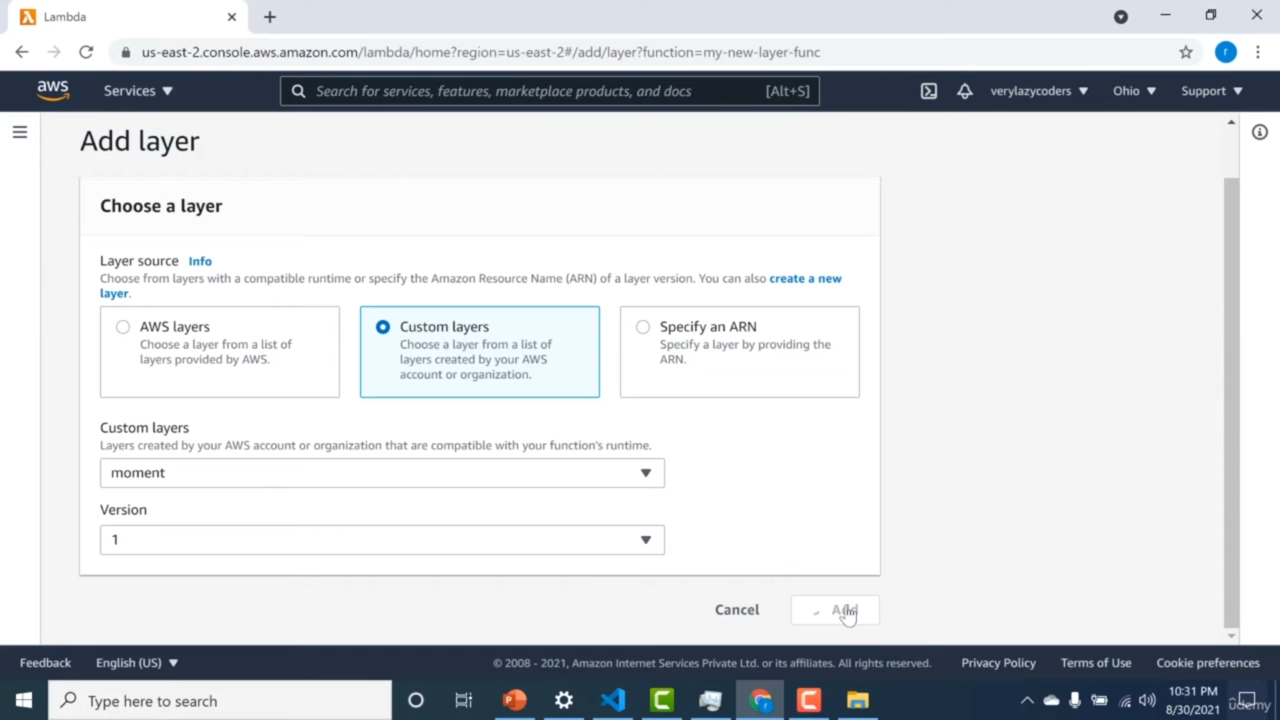 Lambda
us-east-2.console.aws.amazon.com/lambda/home?region=us-east-2#/add/layer?function=my-new-layer-func
r
aws
Services
Search for services, features, marketplace products, and docs [Alt+S]
verylazycoders
Ohio
Support
Add layer
Choose a layer
Layer source Info
Choose from layers with a compatible runtime or specify the Amazon Resource Name (ARN) of a layer version. You can also create a new
layer.
AWS layers
Choose a layer from a list of
layers provided by AWS.
Custom layers
Choose a layer from a list of
layers created by your AWS
account or organization.
Specify an ARN
Specify a layer by providing the
ARN.
Custom layers
Layers created by your AWS account or organization that are compatible with your function's runtime.
moment
Version
1
Cancel
Add
Feedback
English (US)
© 2008 - 2021, Amazon Internet Services Private Ltd. or its affiliates. All rights reserved.
Privacy Policy
Terms of Use
Cookie preferences
Type here to search
10:31 PM
8/30/2021
udemy